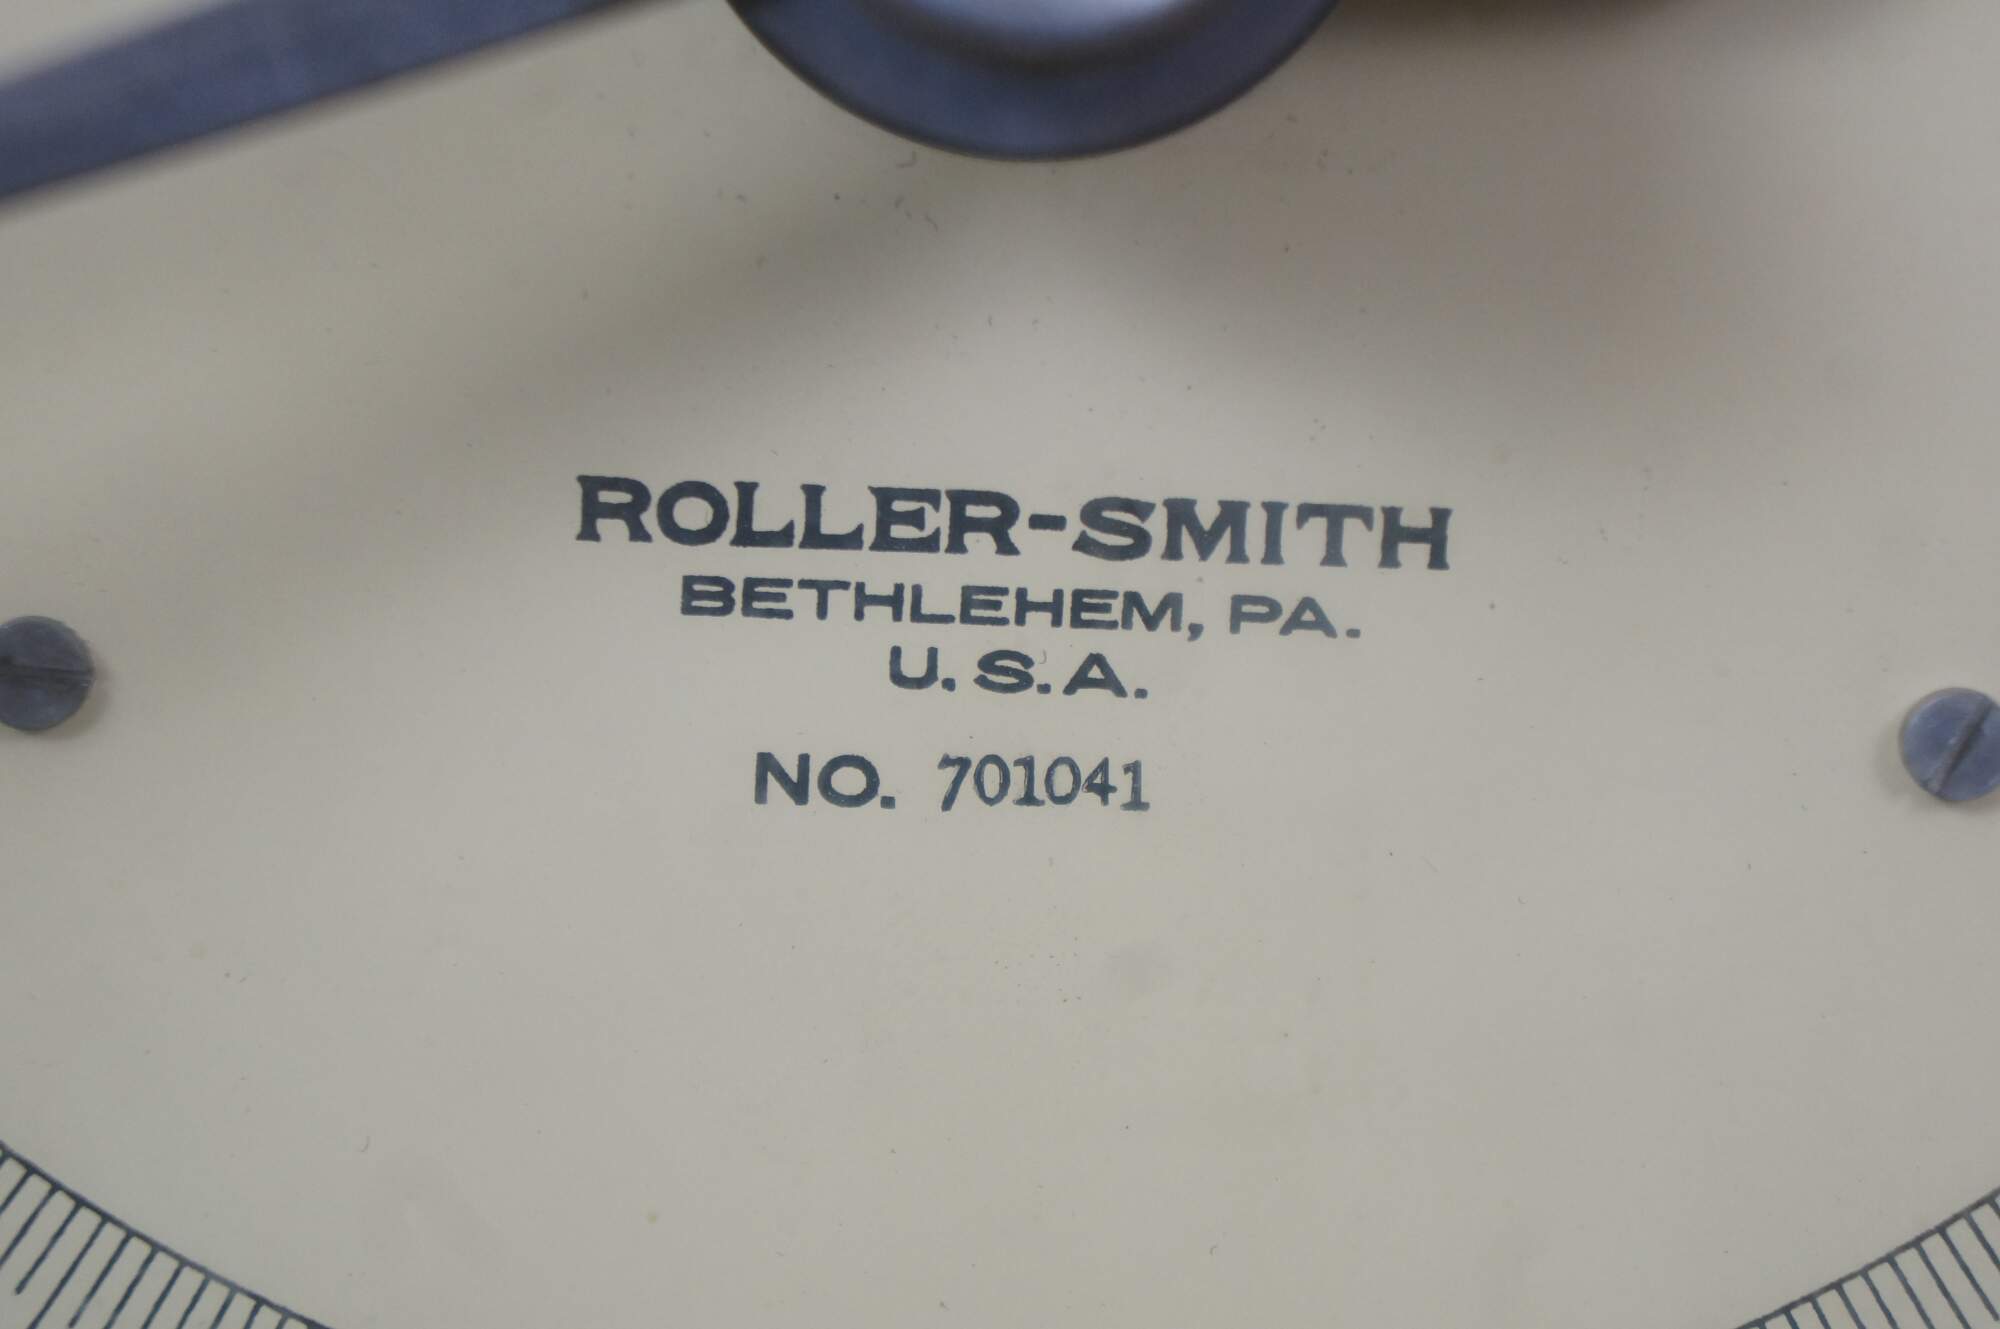 ROLLER-SMITH
BETHLEHEM, PA.
U.S.A.
NO. 701041